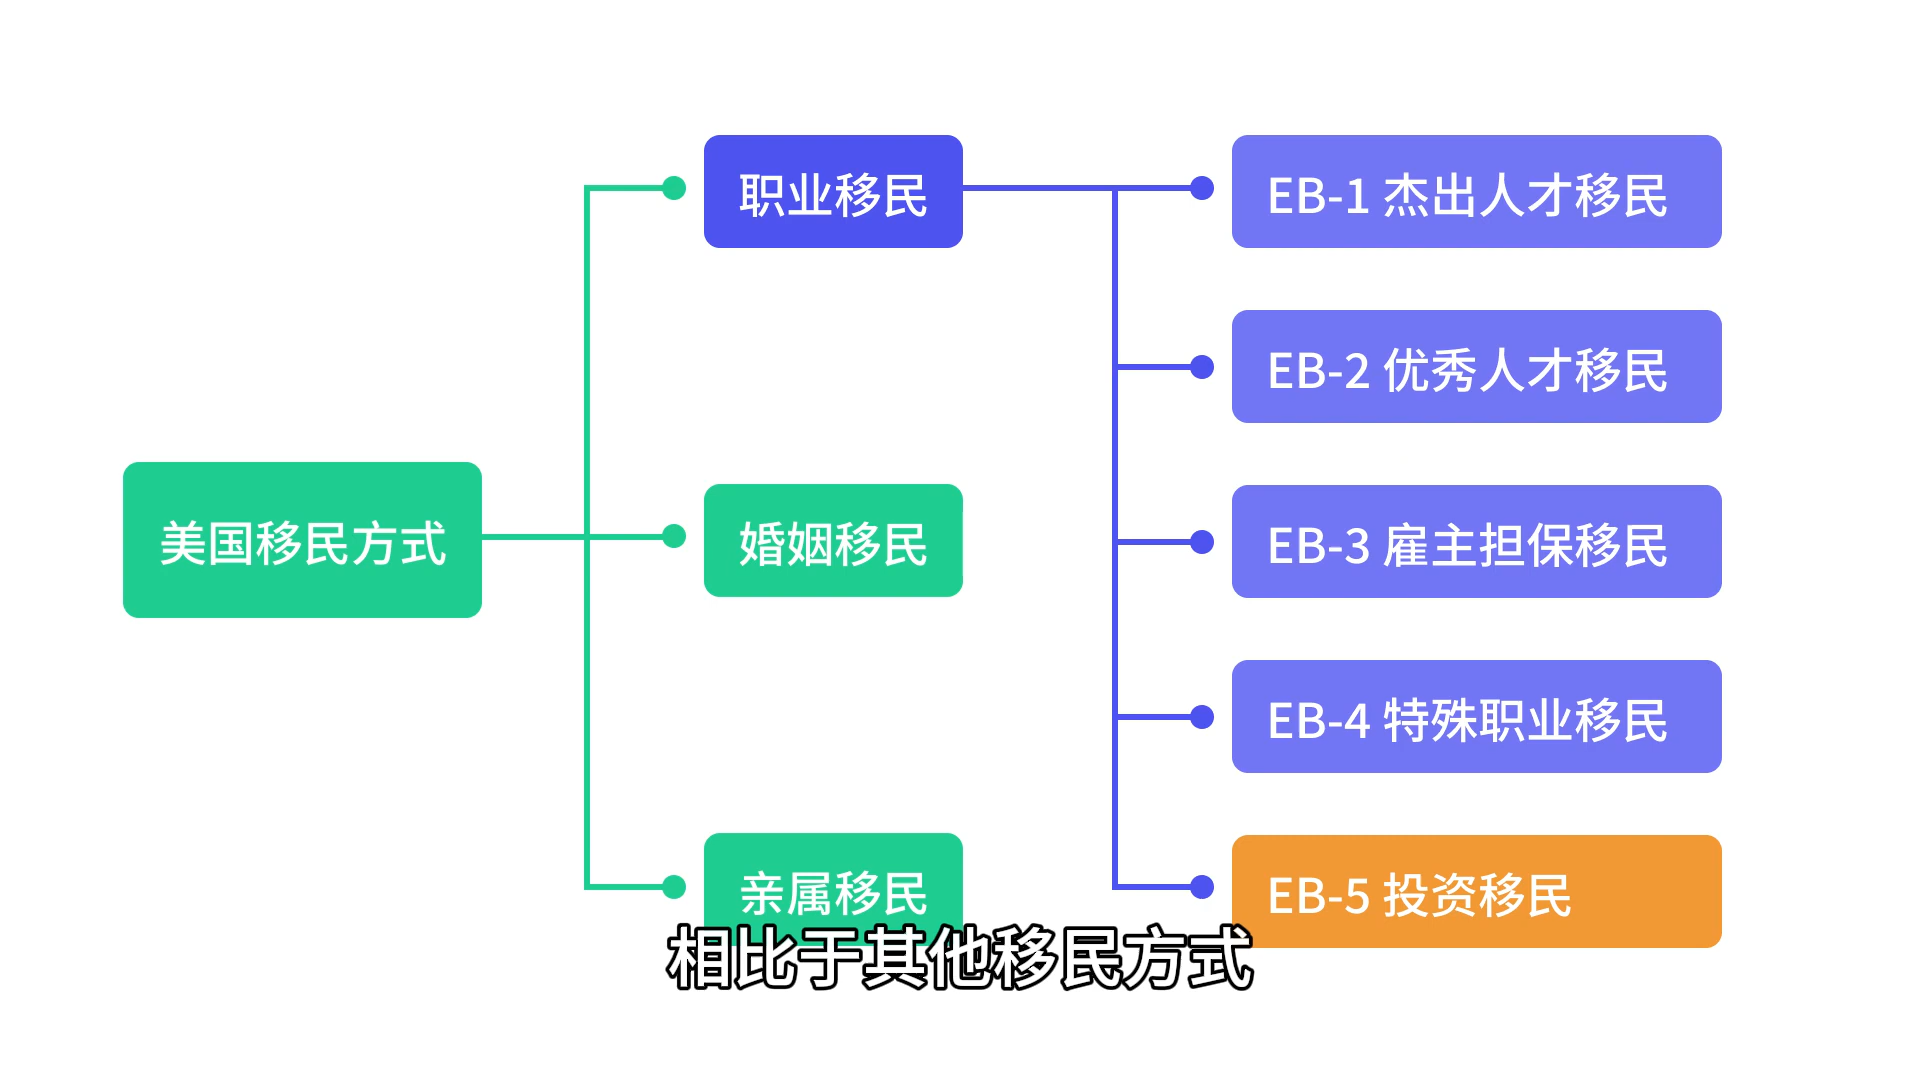 美国移民方式
职业移民
婚姻移民
亲属移民
EB-1 杰出人才移民
EB-2 优秀人才移民
EB-3 雇主担保移民
EB-4 特殊职业移民
EB-5 投资移民
相比于其他移民方式